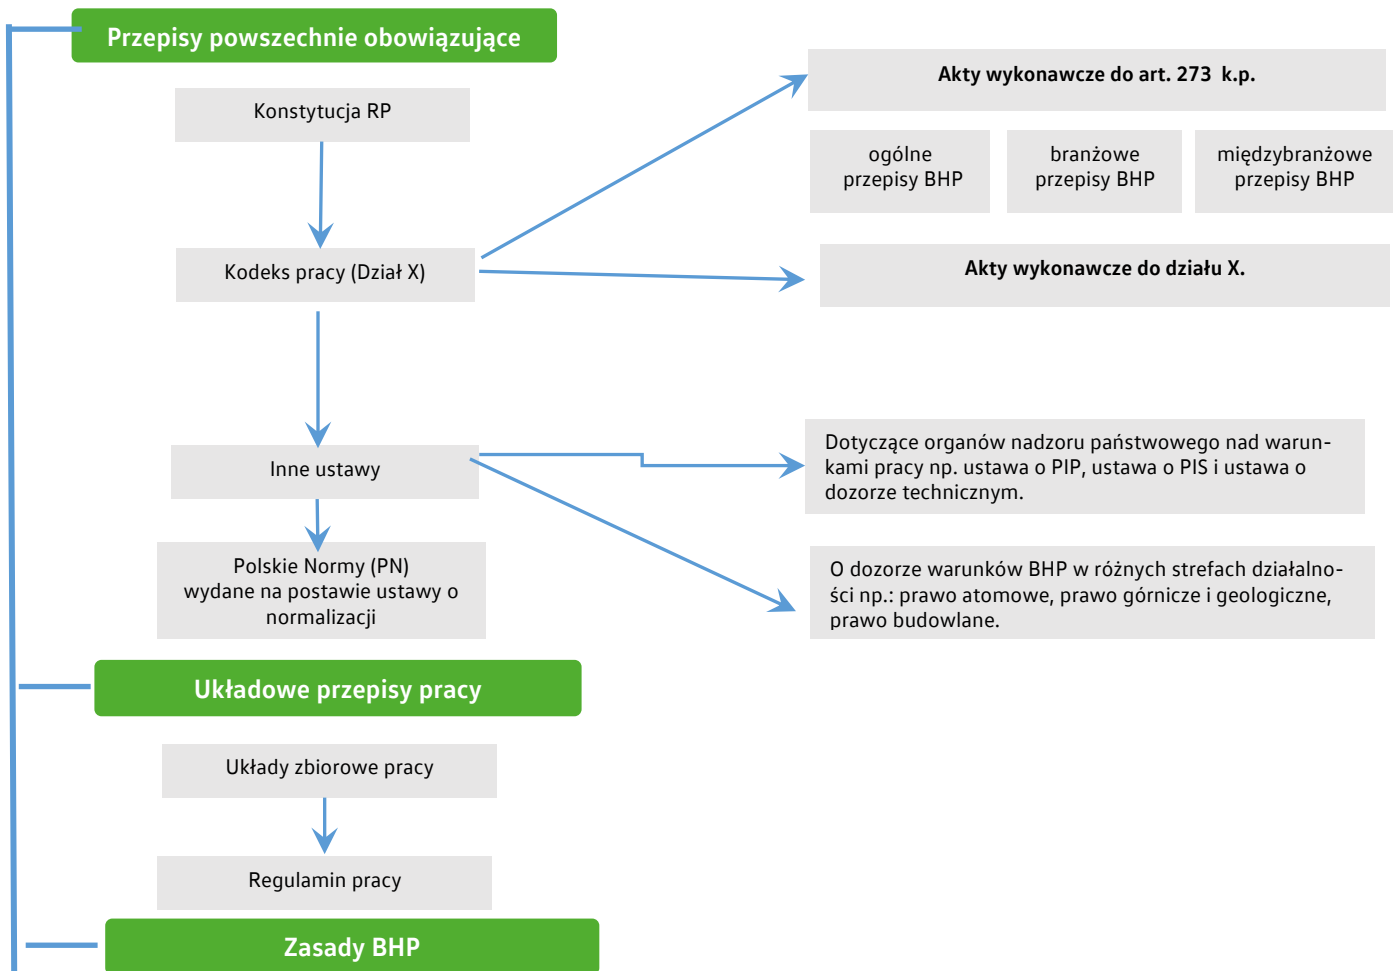 Przepisy powszechnie obowiązujące
Konstytucja RP
Akty wykonawcze do art. 273 k.p.
ogólne
przepisy BHP
branżowe
przepisy BHP
międzybranżowe
przepisy BHP
Kodeks pracy (Dział X)
Akty wykonawcze do działu X.
Inne ustawy
Dotyczące organów nadzoru państwowego nad warun-
kami pracy np. ustawa o PIP, ustawa o PIS i ustawa o
dozorze technicznym.
Polskie Normy (PN)
wydane na postawie ustawy o
normalizacji
O dozorze warunków BHP w różnych strefach działalno-
ści np.: prawo atomowe, prawo górnicze i geologiczne,
prawo budowlane.
Układowe przepisy pracy
Układy zbiorowe pracy
Regulamin pracy
Zasady BHP